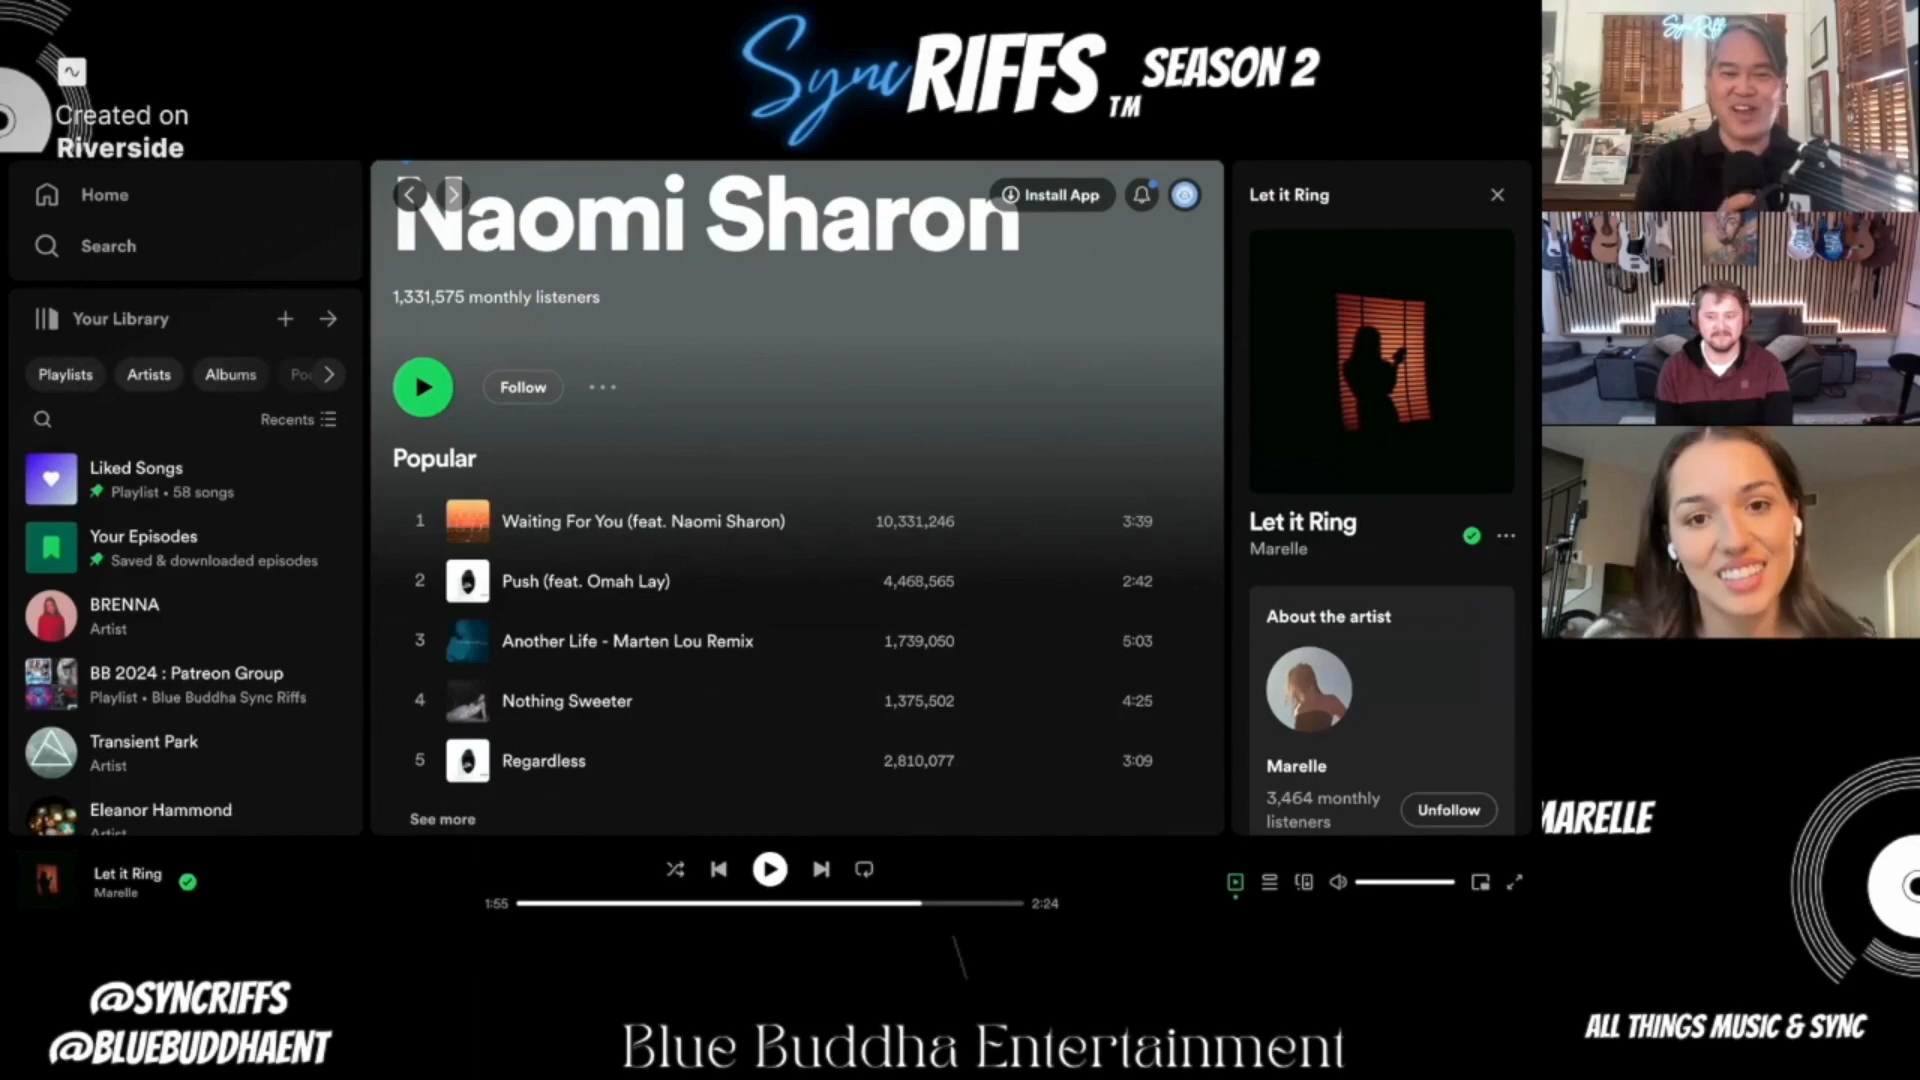 SyncRIFFS TM SEASON 2
Created on
Riverside
Home
Search
Your Library
Playlists
Artists
Albums
Recents
Liked Songs
Playlist • 58 songs
Your Episodes
Saved & downloaded episodes
BRENNA
Artist
BB 2024 : Patreon Group
Playlist • Blue Buddha Sync Riffs
Transient Park
Artist
Eleanor Hammond
Artist
Naomi Sharon
Install App
1,331,575 monthly listeners
Follow
Popular
1 Waiting For You (feat. Naomi Sharon) 10,331,246 3:39
2 Push (feat. Omah Lay) 4,468,565 2:42
3 Another Life - Marten Lou Remix 1,739,050 5:03
4 Nothing Sweeter 1,375,502 4:25
5 Regardless 2,810,077 3:09
See more
Let it Ring
Let it Ring
Marelle
About the artist
Marelle
3,464 monthly
listeners
Unfollow
MARELLE
Let it Ring
Marelle
1:55
2:24
@SYNCRIFFS
@BLUEBUDDHAENT
Blue Buddha Entertainment
ALL THINGS MUSIC & SYNC